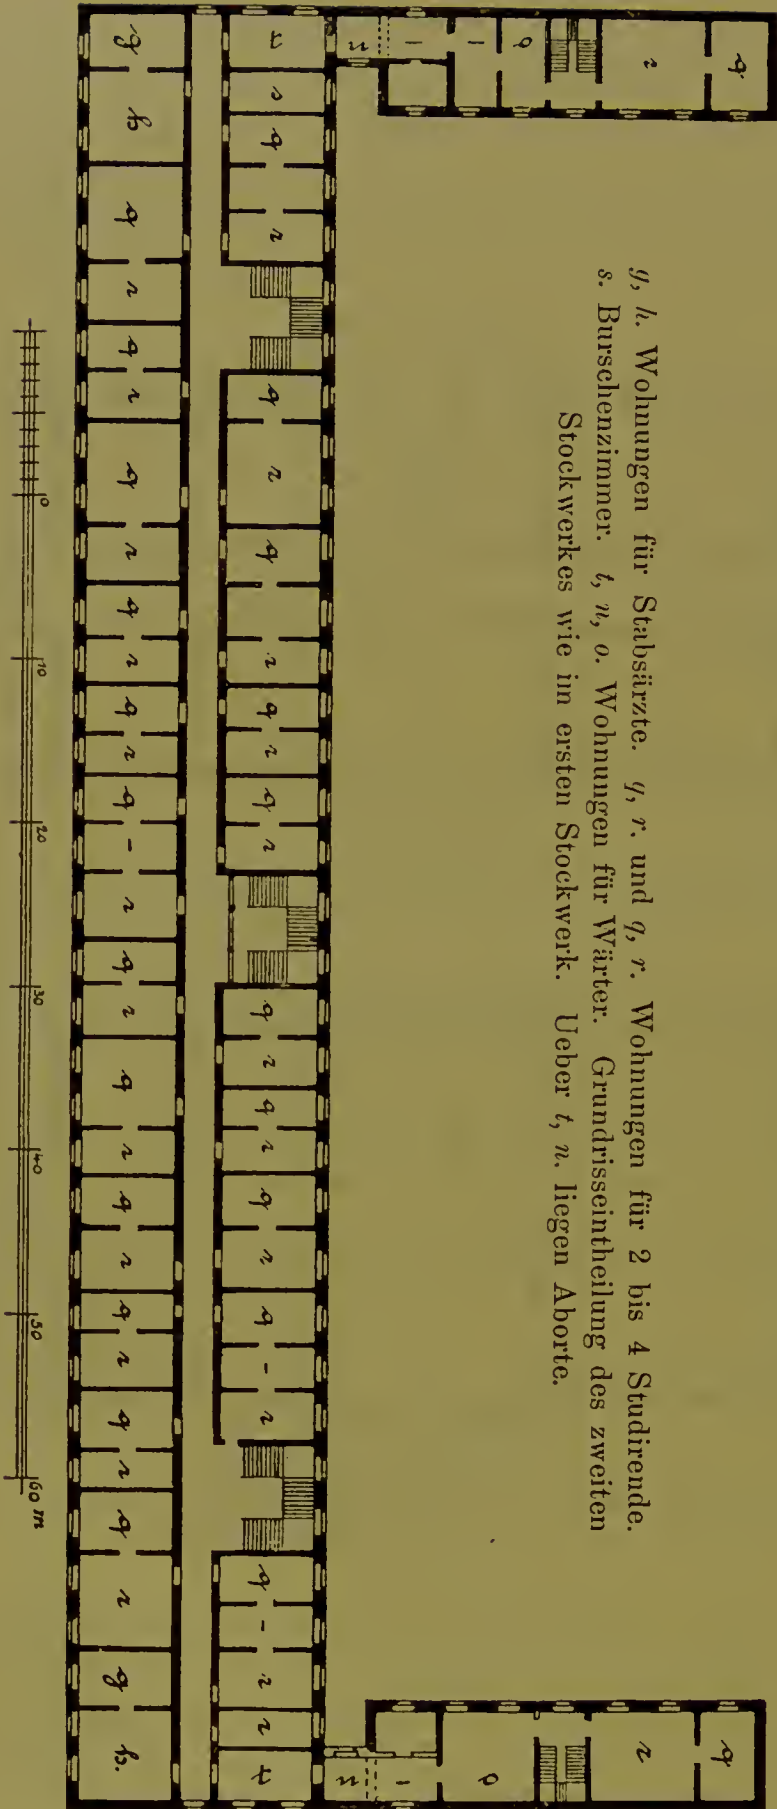 q r o - - n
q r o - n
g, h. Wohnungen für Stabsärzte. q, r. und q, r. Wohnungen für 2 bis 4 Studirende.
s. Burschenzimmer. t, n, o. Wohnungen für Wärter. Grundrisseintheilung des zweiten
Stockwerkes wie im ersten Stockwerk. Ueber t, n. liegen Aborte.
t s q r q r q r q r q r q r q r q r q - r q - r r t
g h q r q r q r q r q r q - r q r q r q r q r q r q r g h.
0 10 20 30 40 50 60 m